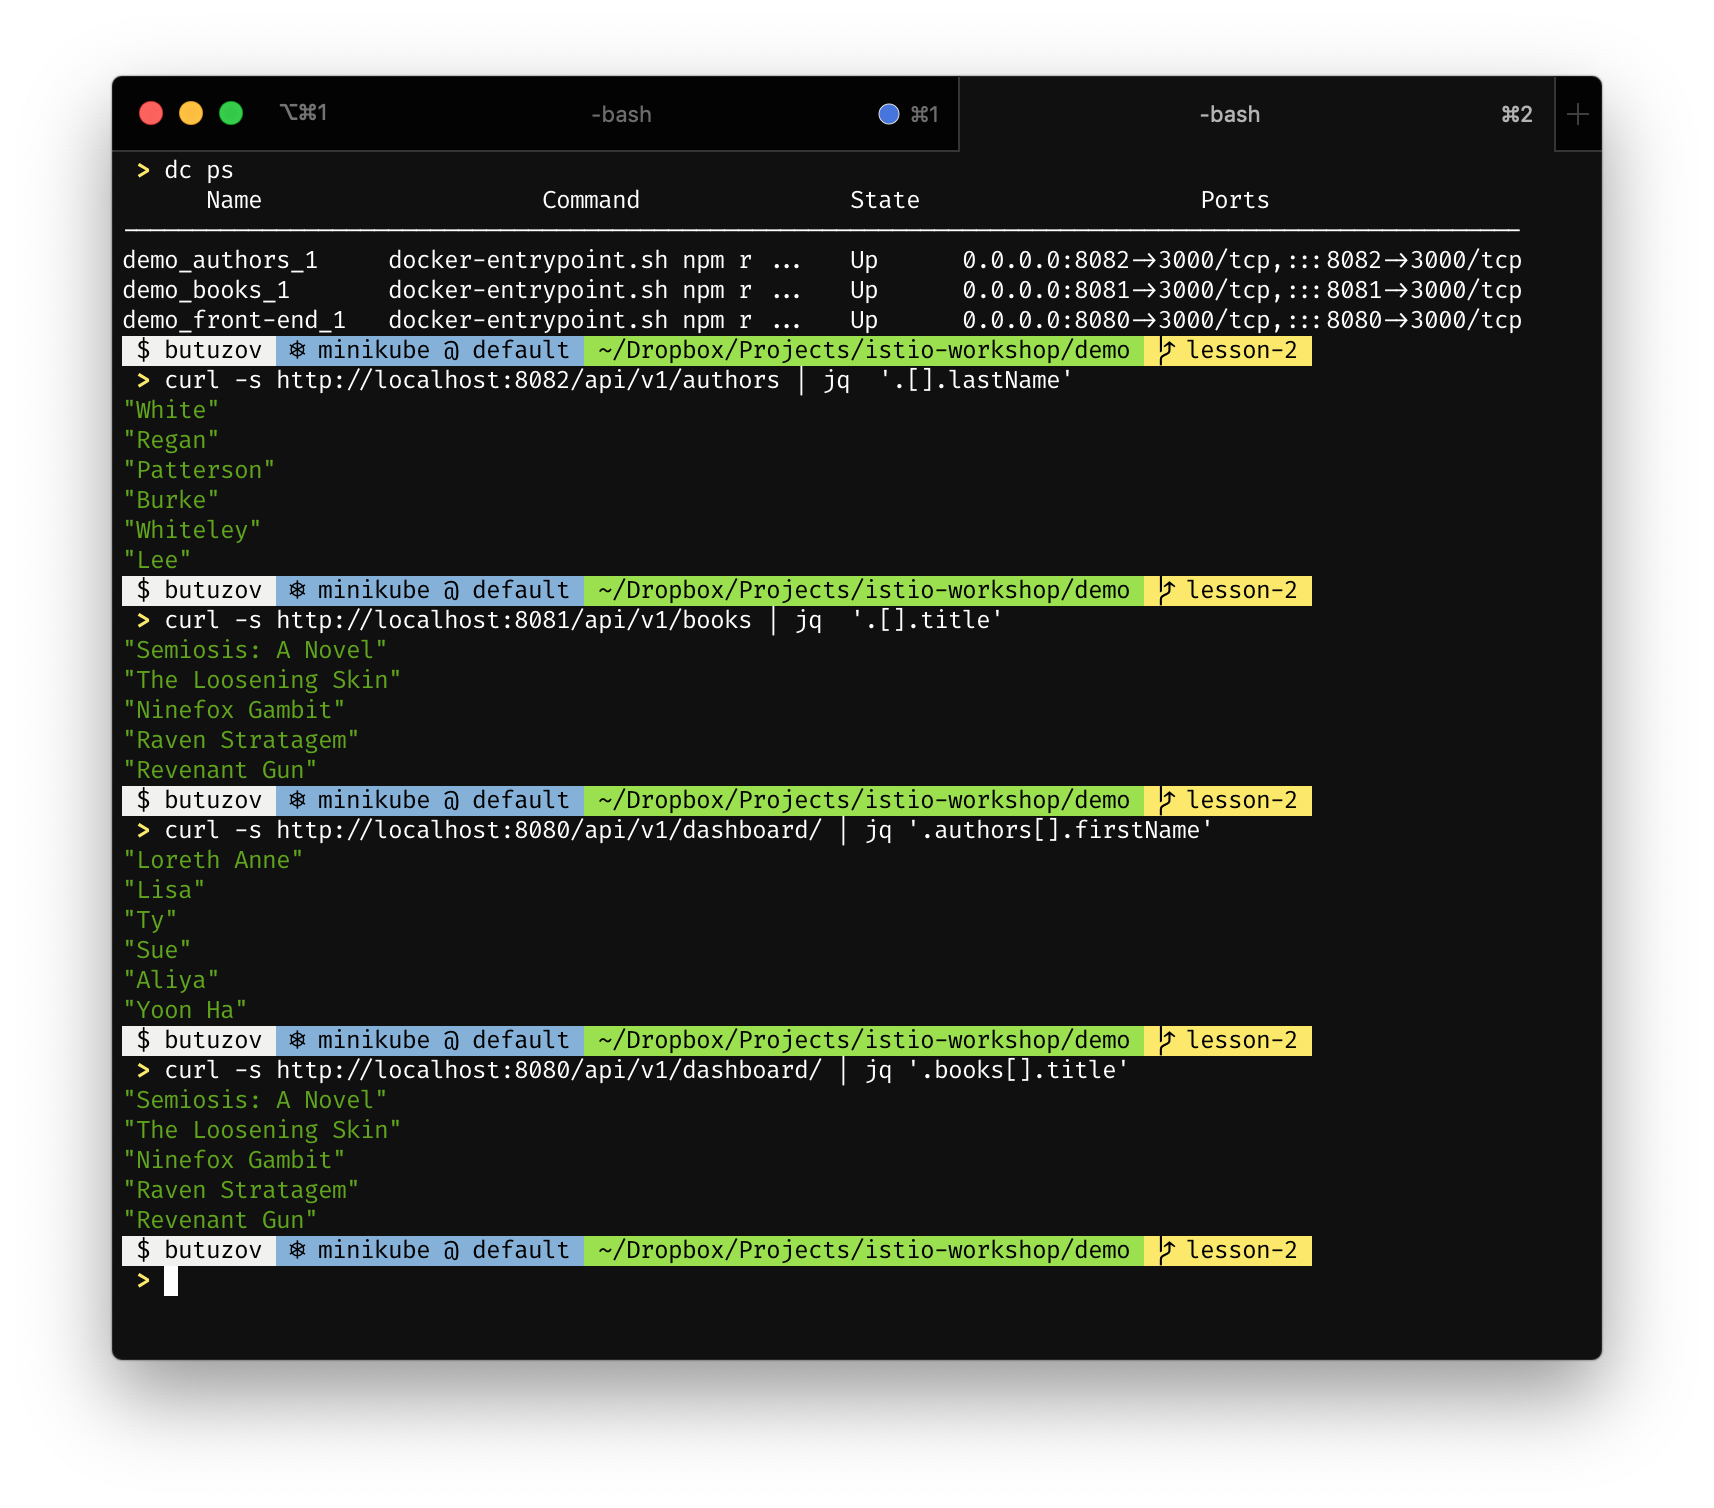 ⌥⌘1 -bash ⌘1 -bash ⌘2 +
> dc ps
Name Command State Ports
demo_authors_1 docker-entrypoint.sh npm r ... Up 0.0.0.0:8082->3000/tcp,:::8082->3000/tcp
demo_books_1 docker-entrypoint.sh npm r ... Up 0.0.0.0:8081->3000/tcp,:::8081->3000/tcp
demo_front-end_1 docker-entrypoint.sh npm r ... Up 0.0.0.0:8080->3000/tcp,:::8080->3000/tcp
$ butuzov ⎈ minikube @ default ~/Dropbox/Projects/istio-workshop/demo lesson-2
> curl -s http://localhost:8082/api/v1/authors | jq '.[].lastName'
"White"
"Regan"
"Patterson"
"Burke"
"Whiteley"
"Lee"
$ butuzov ⎈ minikube @ default ~/Dropbox/Projects/istio-workshop/demo lesson-2
> curl -s http://localhost:8081/api/v1/books | jq '.[].title'
"Semiosis: A Novel"
"The Loosening Skin"
"Ninefox Gambit"
"Raven Stratagem"
"Revenant Gun"
$ butuzov ⎈ minikube @ default ~/Dropbox/Projects/istio-workshop/demo lesson-2
> curl -s http://localhost:8080/api/v1/dashboard/ | jq '.authors[].firstName'
"Loreth Anne"
"Lisa"
"Ty"
"Sue"
"Aliya"
"Yoon Ha"
$ butuzov ⎈ minikube @ default ~/Dropbox/Projects/istio-workshop/demo lesson-2
> curl -s http://localhost:8080/api/v1/dashboard/ | jq '.books[].title'
"Semiosis: A Novel"
"The Loosening Skin"
"Ninefox Gambit"
"Raven Stratagem"
"Revenant Gun"
$ butuzov ⎈ minikube @ default ~/Dropbox/Projects/istio-workshop/demo lesson-2
>